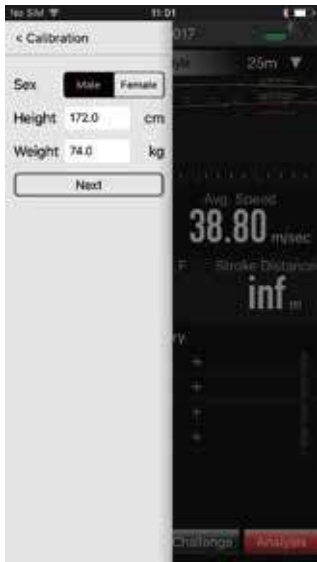 No SIM 11:01
< Calibration 017
25m ▼
Sex Male Female
Height 172.0 cm
Weight 74.0 kg
Next
Avg. Speed
38.80 m/sec
Stroke Distance
inf m
+
+
+
+
Challenge Analysis